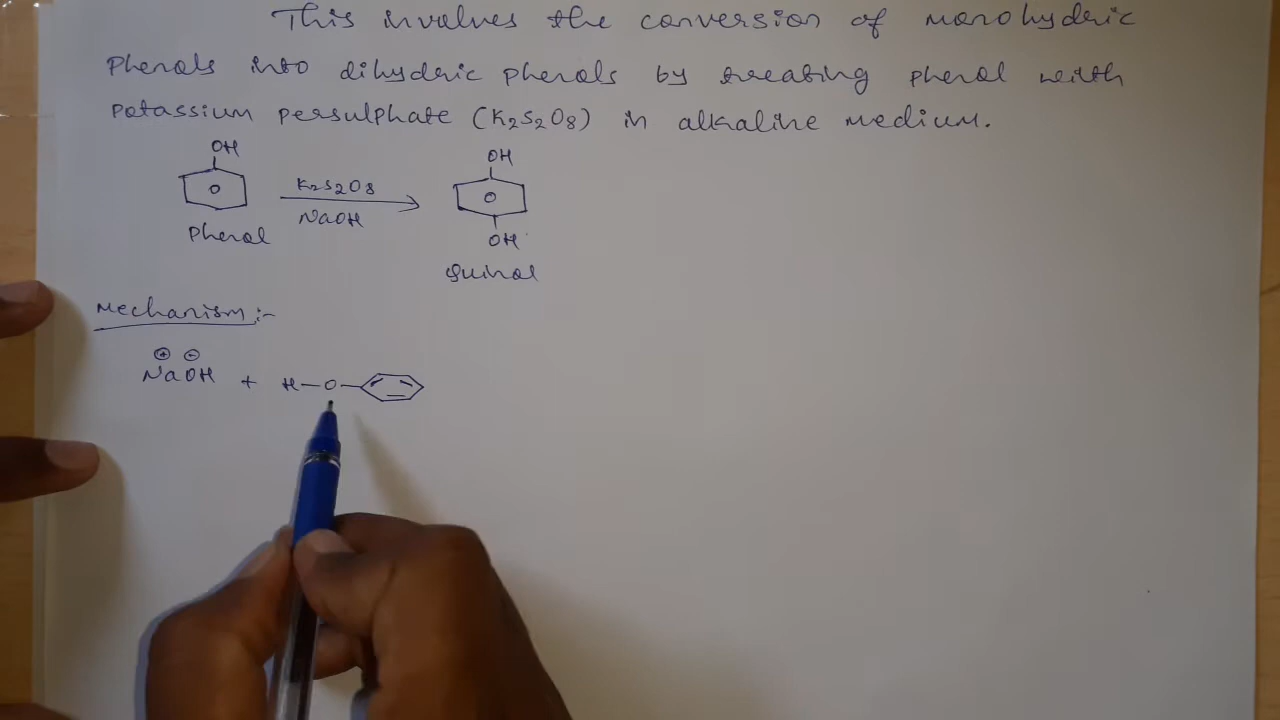 This involves the conversion of monohydric
Phenols into dihydric phenols by treating phenol with
Potassium persulphate (K2S2O8) in alkaline medium.
OH
OH
K2S2O8
NaOH
OH
Phenol
Quinol
Mechanism:-
⊕ ⊖
NaOH + H-O-